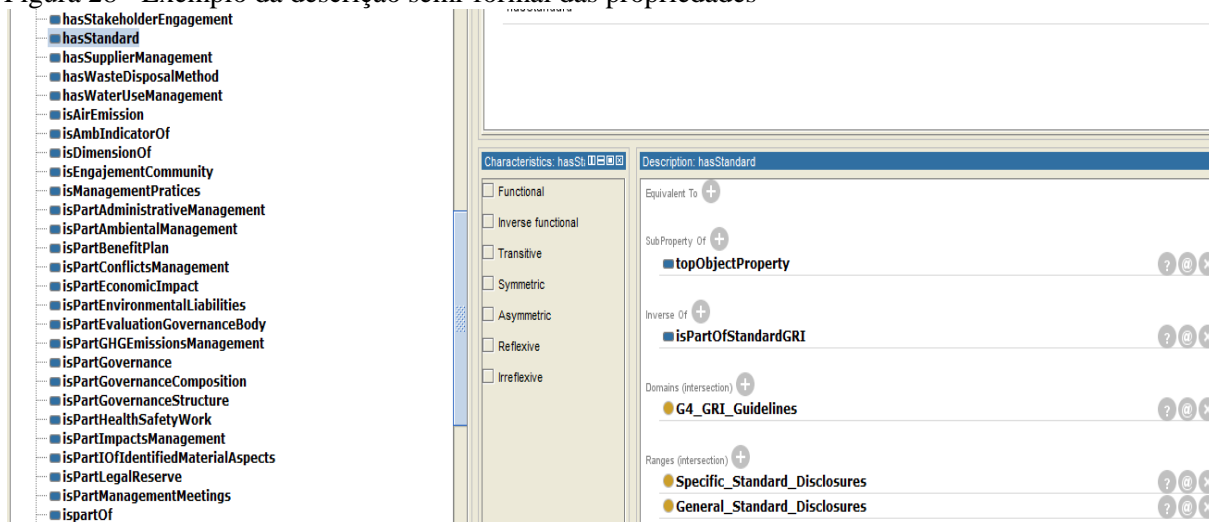 Figura 28 - Exemplo da descrição semi-formal das propriedades
hasStakeholderEngagement
hasStandard
hasSupplierManagement
hasWasteDisposalMethod
hasWaterUseManagement
isAirEmission
isAmbIndicatorOf
isDimensionOf
isEngajementCommunity
isManagementPratices
isPartAdministrativeManagement
isPartAmbientalManagement
isPartBenefitPlan
isPartConflictsManagement
isPartEconomicImpact
isPartEnvironmentalLiabilities
isPartEvaluationGovernanceBody
isPartGHGEmissionsManagement
isPartGovernance
isPartGovernanceComposition
isPartGovernanceStructure
isPartHealthSafetyWork
isPartImpactsManagement
isPartIOfIdentifiedMaterialAspects
isPartLegalReserve
isPartManagementMeetings
ispartOf
hasStandard
Characteristics: hasSt
Functional
Inverse functional
Transitive
Symmetric
Asymmetric
Reflexive
Irreflexive
Description: hasStandard
Equivalent To
SubProperty Of
topObjectProperty
Inverse Of
isPartOfStandardGRI
Domains (intersection)
G4_GRI_Guidelines
Ranges (intersection)
Specific_Standard_Disclosures
General_Standard_Disclosures